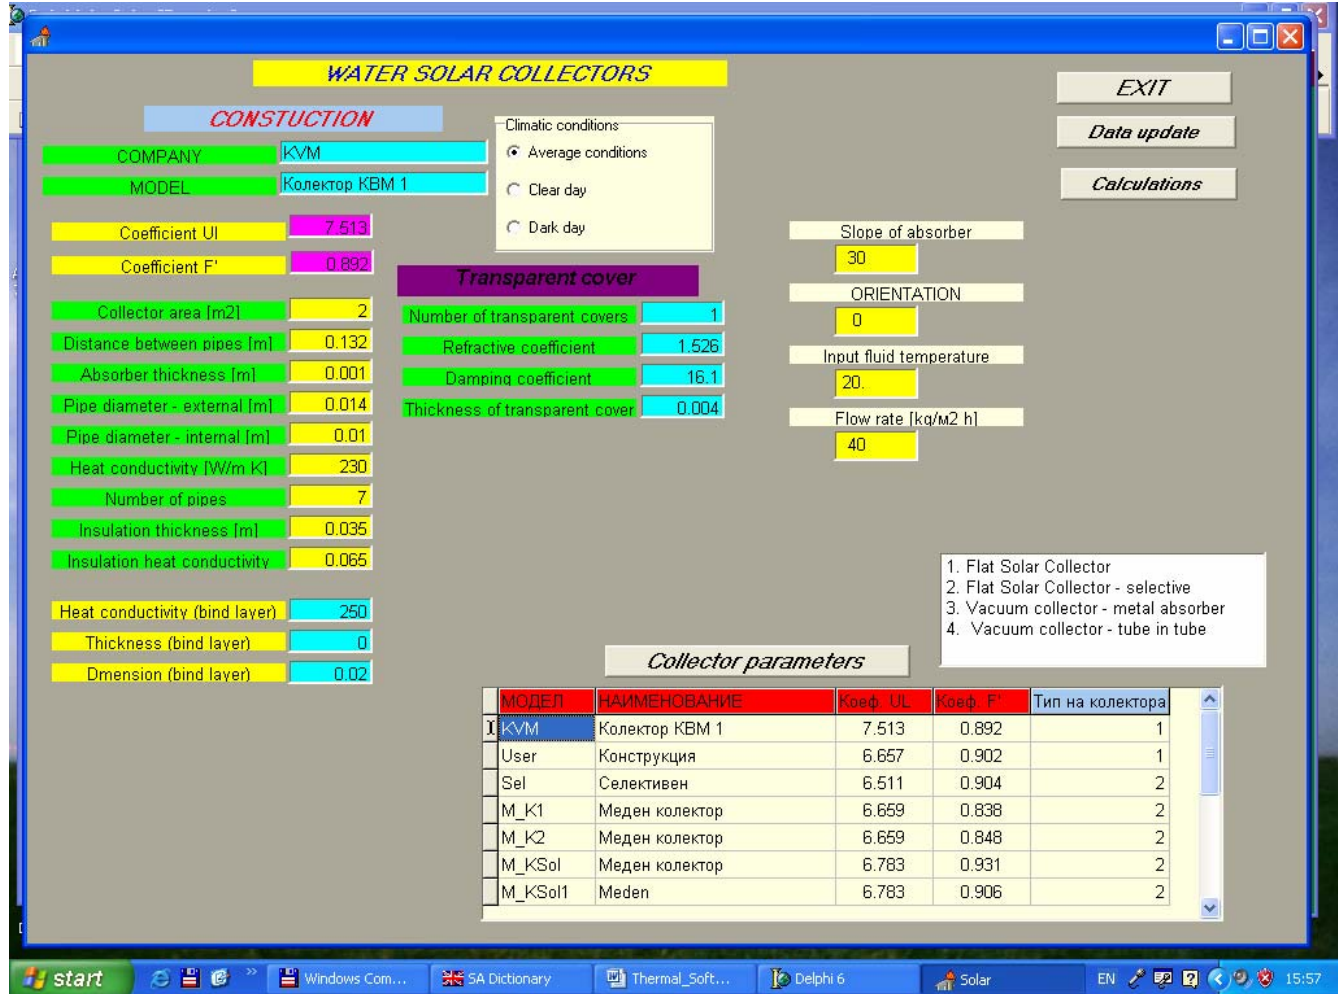 WATER SOLAR COLLECTORS
EXIT
CONSTUCTION
Climatic conditions
Data update
COMPANY KVM
Average conditions
MODEL Колектор КВМ 1
Clear day
Calculations
Coefficient Ul 7.513
Dark day
Slope of absorber
30
Coefficient F' 0.892
Transparent cover
ORIENTATION
0
Collector area [m2] 2
Number of transparent covers 1
Distance between pipes [m] 0.132
Refractive coefficient 1.526
Input fluid temperature
20.
Absorber thickness [m] 0.001
Damping coefficient 16.1
Pipe diameter - external [m] 0.014
Thickness of transparent cover 0.004
Flow rate [kg/м2 h]
40
Pipe diameter - internal [m] 0.01
Heat conductivity [W/m K] 230
Number of pipes 7
Insulation thickness [m] 0.035
Insulation heat conductivity 0.065
1. Flat Solar Collector
2. Flat Solar Collector - selective
3. Vacuum collector - metal absorber
4. Vacuum collector - tube in tube
Heat conductivity (bind layer) 250
Thickness (bind layer) 0
Dmension (bind layer) 0.02
Collector parameters
МОДЕЛ НАИМЕНОВАНИЕ Коеф. UL Коеф. F' Тип на колектора
KVM Колектор КВМ 1 7.513 0.892 1
User Конструкция 6.657 0.902 1
Sel Селективен 6.511 0.904 2
M_K1 Меден колектор 6.659 0.838 2
M_K2 Меден колектор 6.659 0.848 2
M_KSol Меден колектор 6.783 0.931 2
M_KSol1 Meden 6.783 0.906 2
start Windows Com... SA Dictionary Thermal_Soft... Delphi 6 Solar EN 15:57